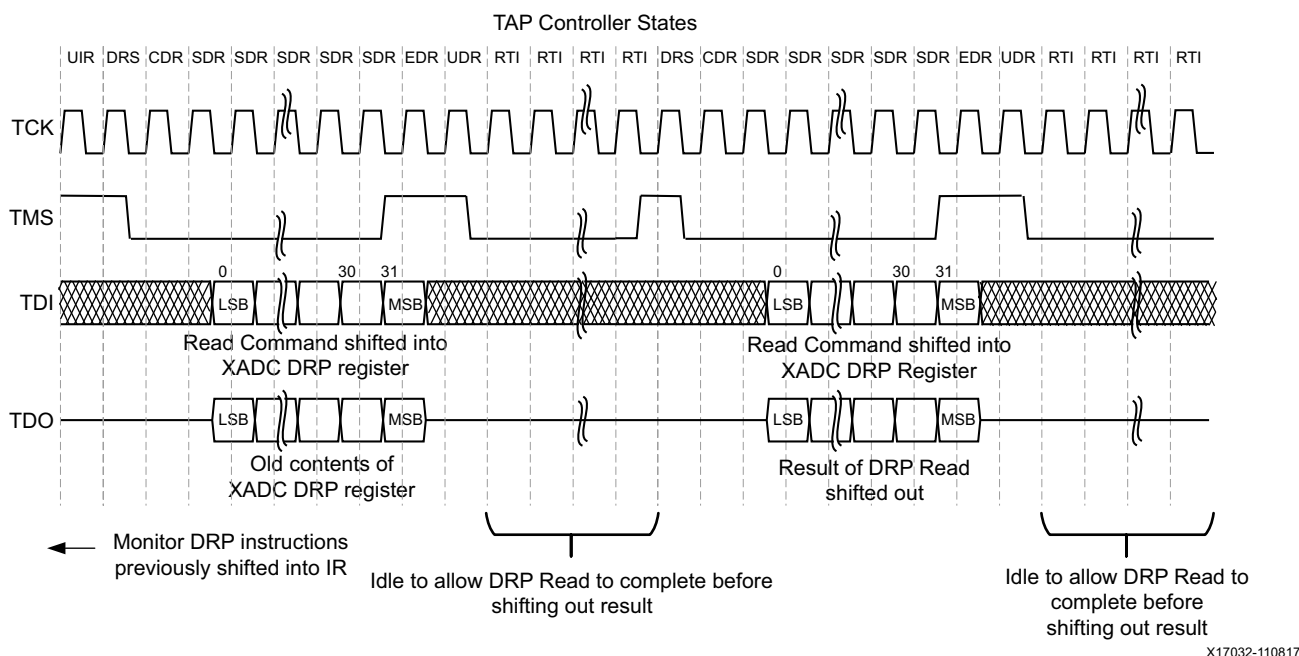 TAP Controller States
UIR DRS CDR SDR SDR SDR SDR SDR EDR UDR RTI RTI RTI RTI DRS CDR SDR SDR SDR SDR SDR EDR UDR RTI RTI RTI RTI
TCK
TMS
0 30 31 0 30 31
TDI LSB MSB LSB MSB
Read Command shifted into
XADC DRP register
Read Command shifted into
XADC DRP Register
TDO LSB MSB LSB MSB
Old contents of
XADC DRP register
Result of DRP Read
shifted out
Monitor DRP instructions
previously shifted into IR
Idle to allow DRP Read to complete before
shifting out result
Idle to allow DRP Read to
complete before
shifting out result
X17032-110817